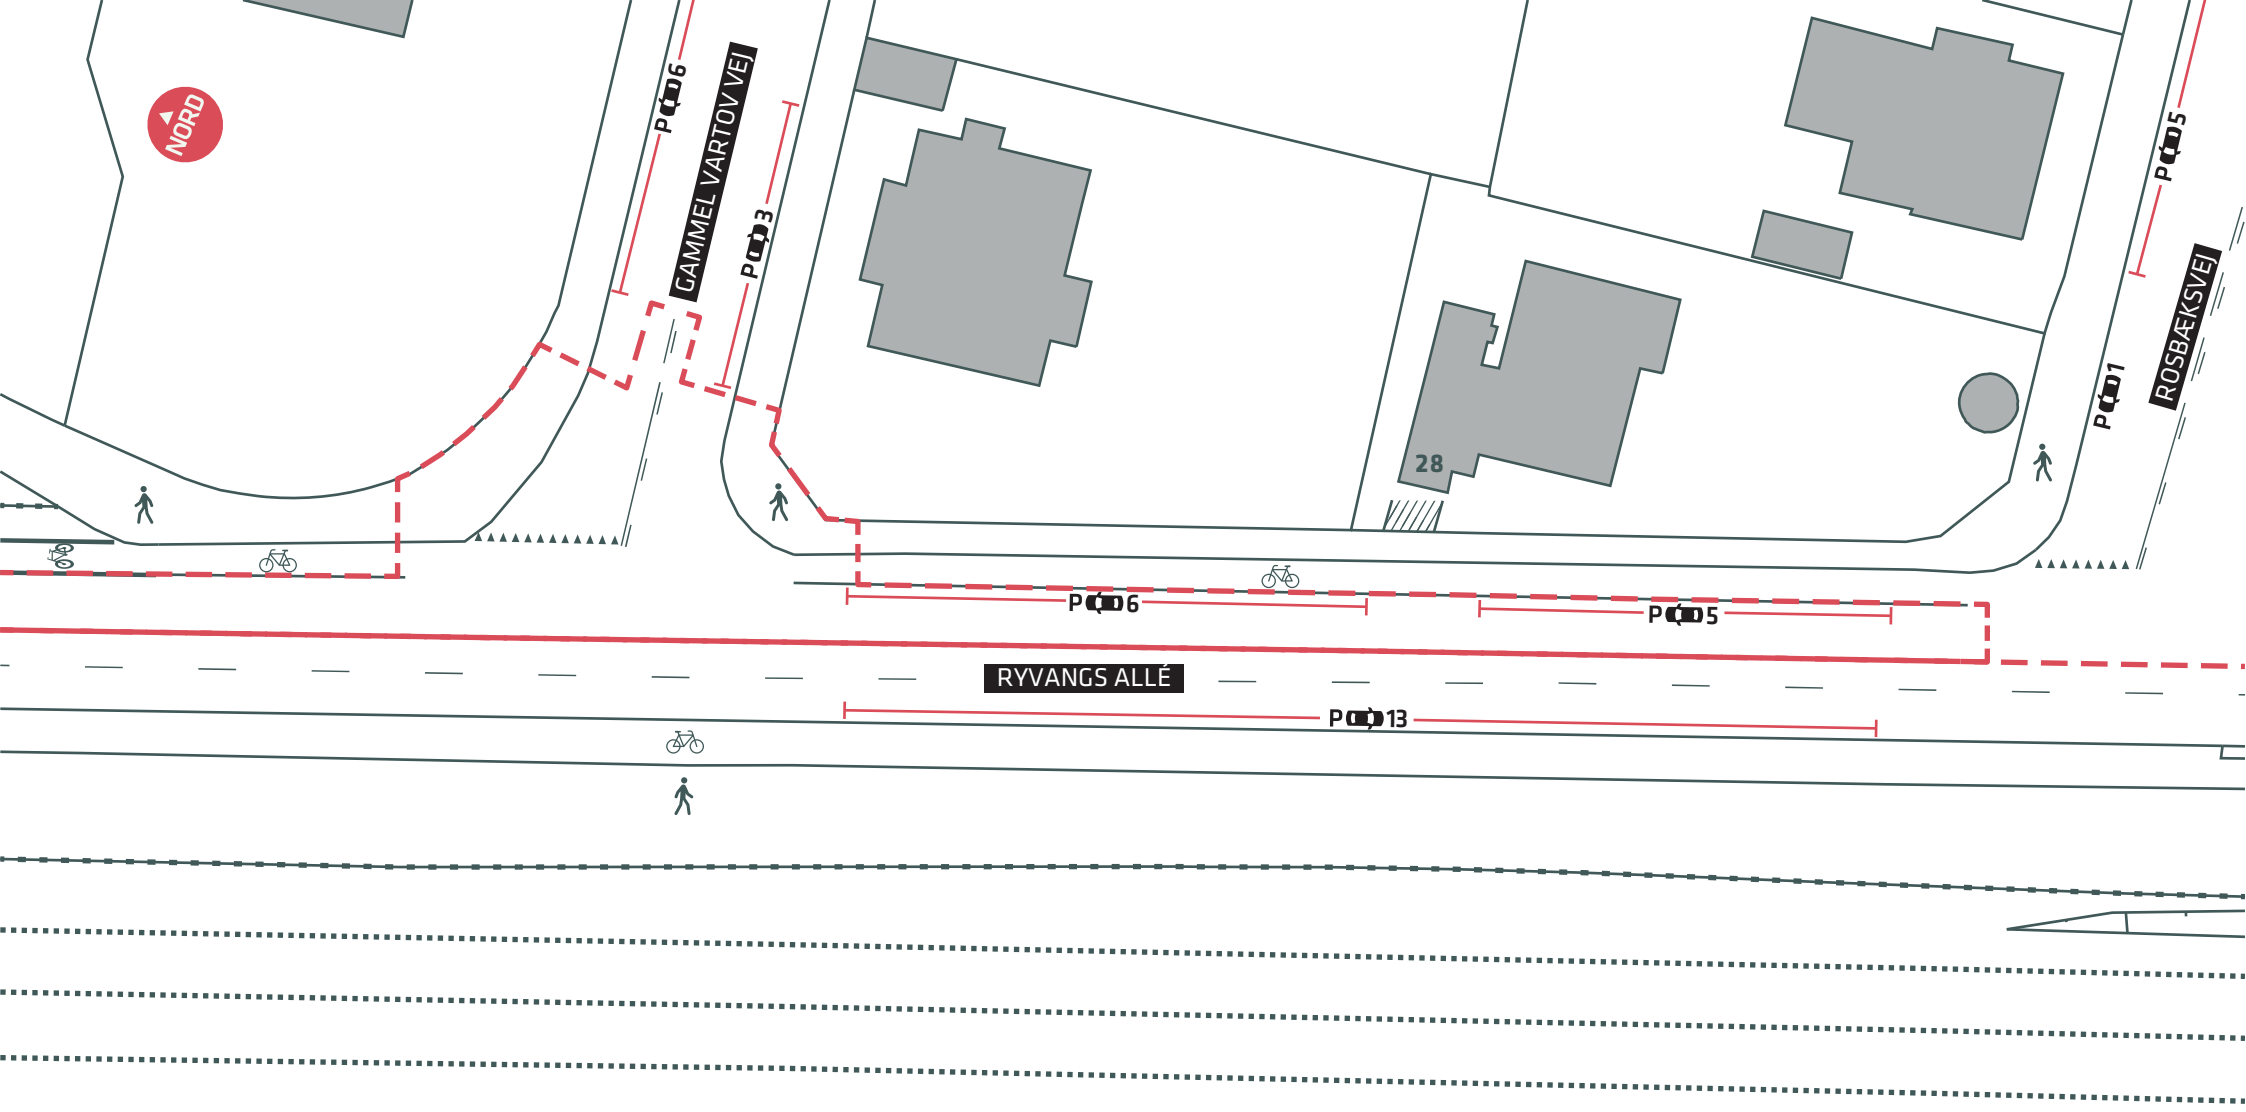 NORD
P 6
GAMMEL VARTOV VEJ
P 3
P 5
ROSBÆKSVEJ
P 1
28
P 6
P 5
RYVANGS ALLÉ
P 13